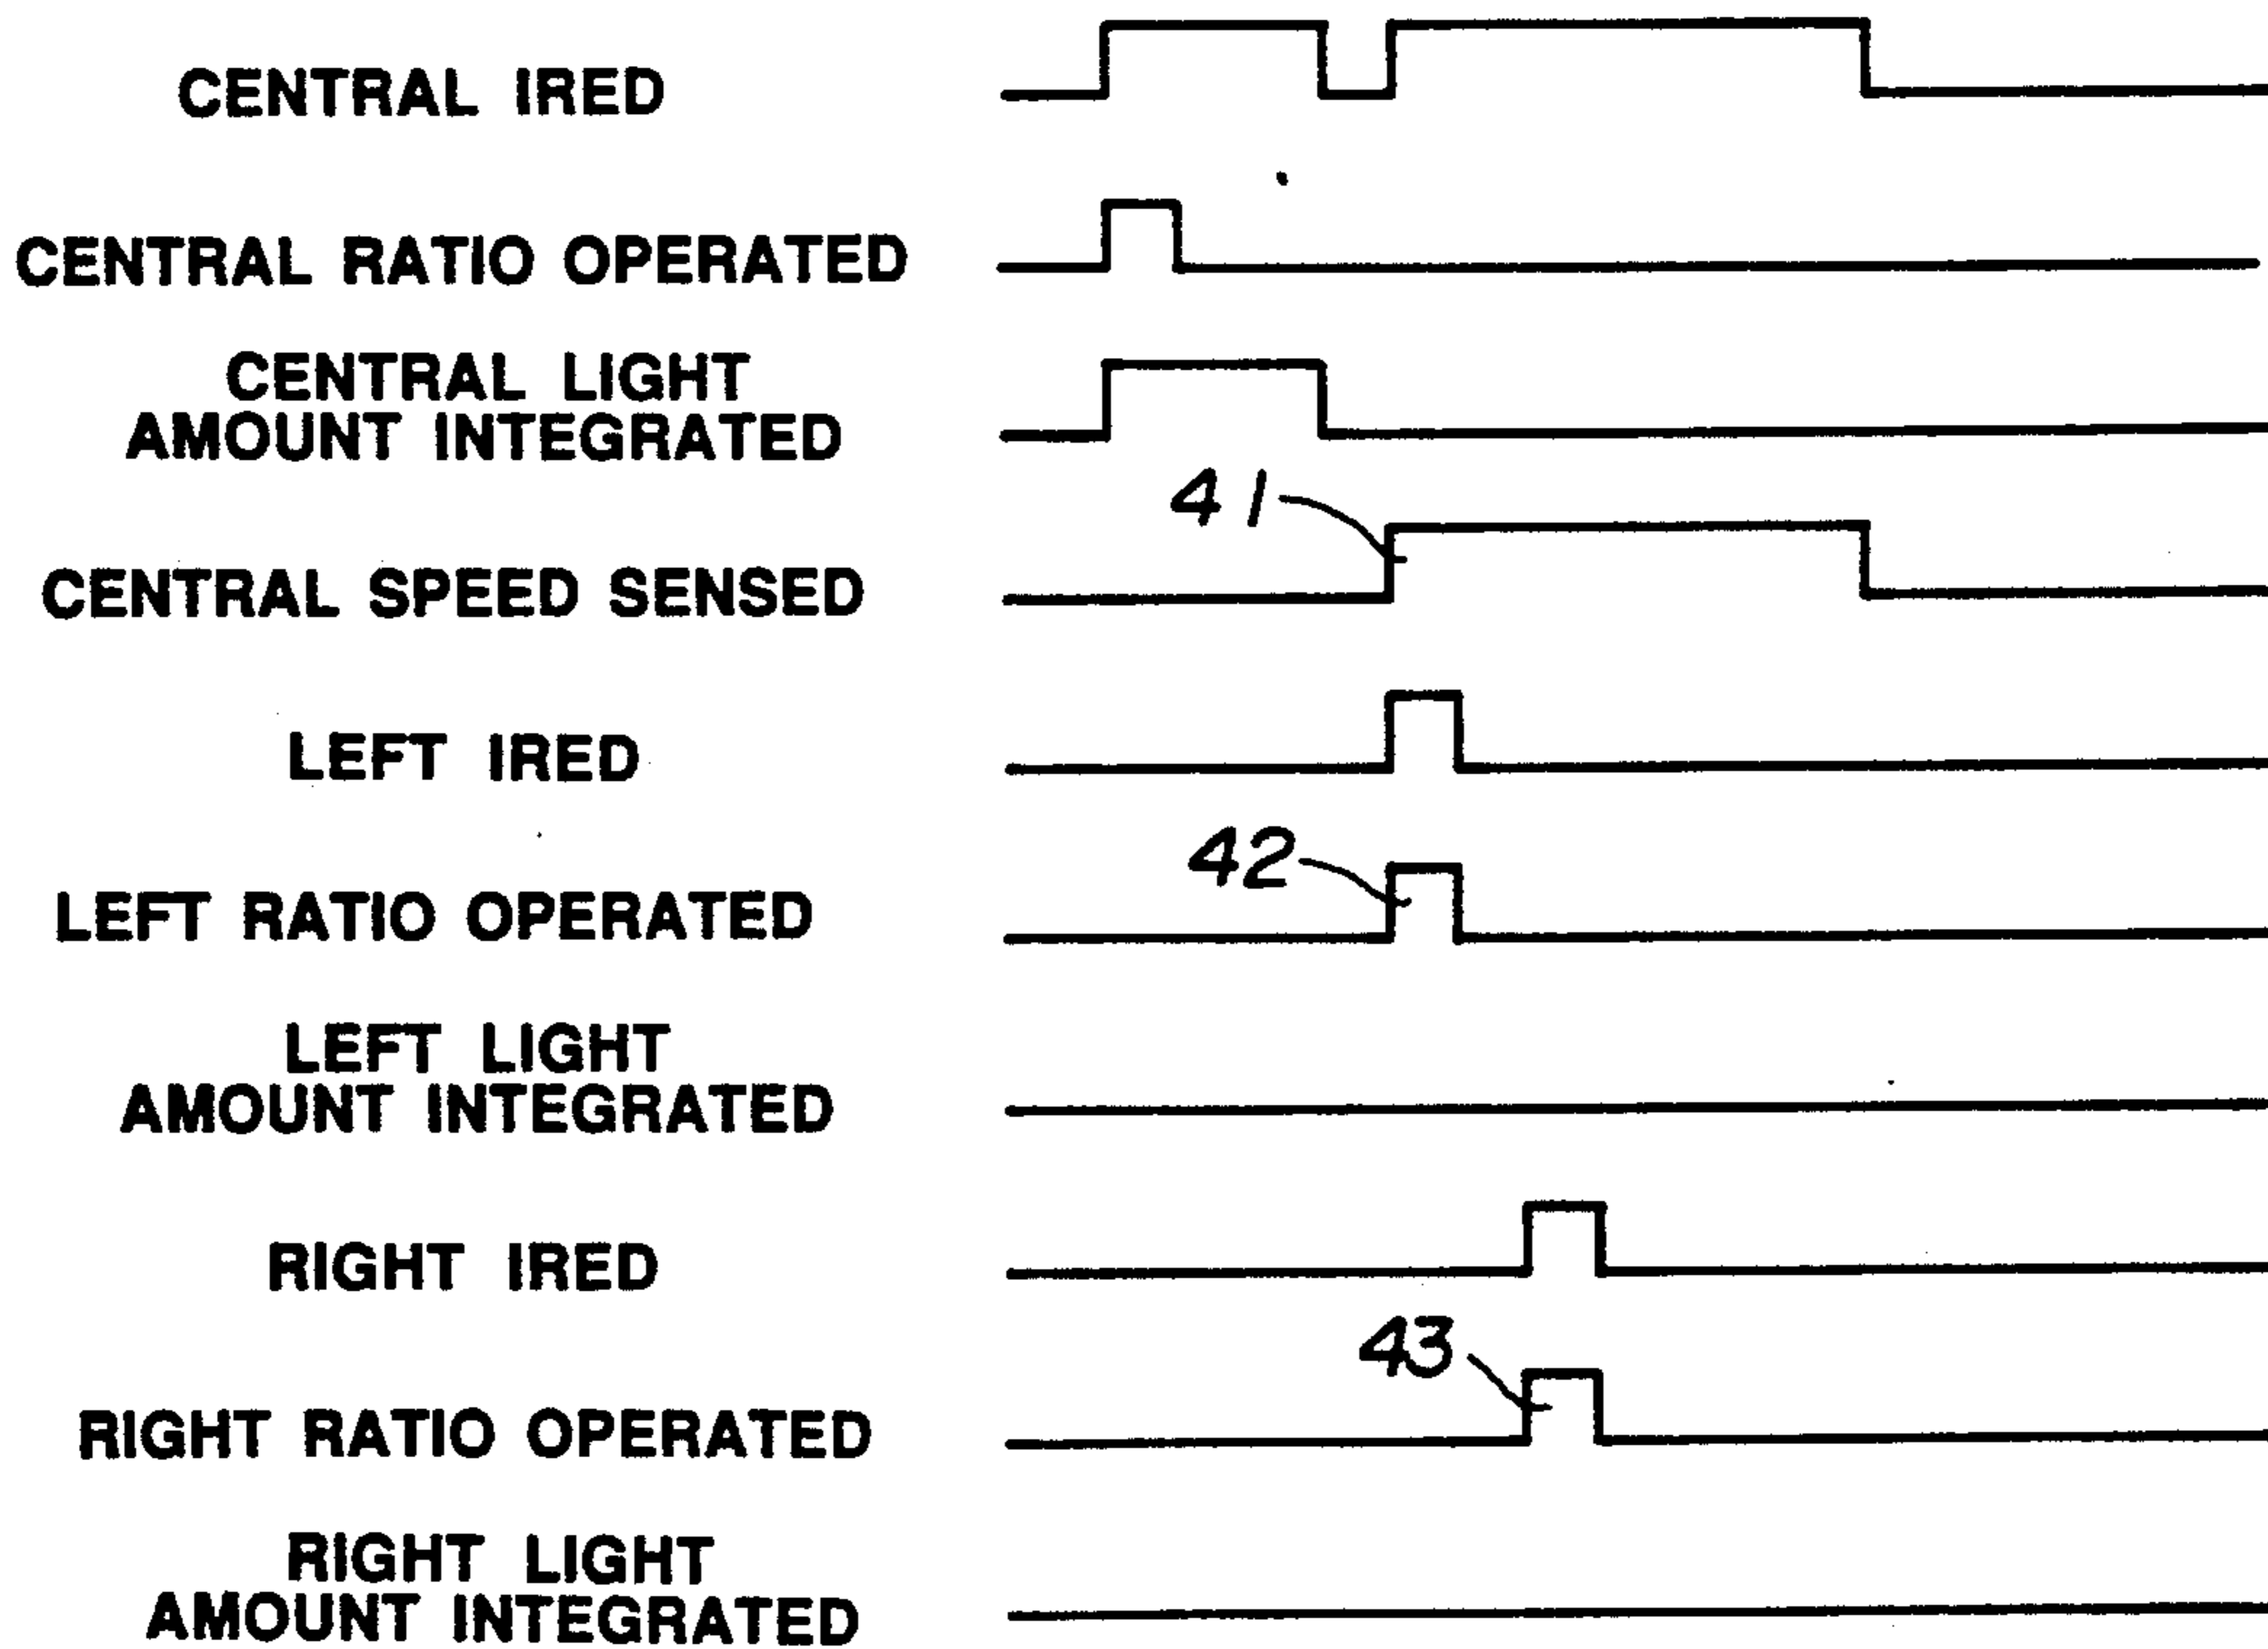 CENTRAL IRED
CENTRAL RATIO OPERATED
CENTRAL LIGHT
AMOUNT INTEGRATED
41
CENTRAL SPEED SENSED
LEFT IRED
42
LEFT RATIO OPERATED
LEFT LIGHT
AMOUNT INTEGRATED
RIGHT IRED
43
RIGHT RATIO OPERATED
RIGHT LIGHT
AMOUNT INTEGRATED